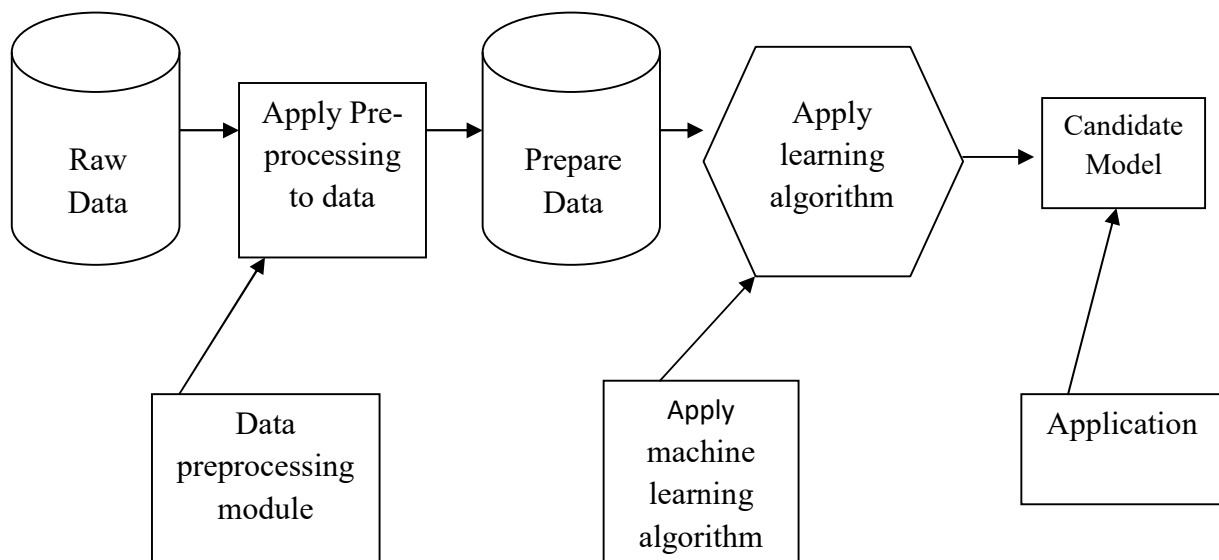 Raw
Data
Apply Pre-
processing
to data
Prepare
Data
Apply
learning
algorithm
Candidate
Model
Data
preprocessing
module
Apply
machine
learning
algorithm
Application